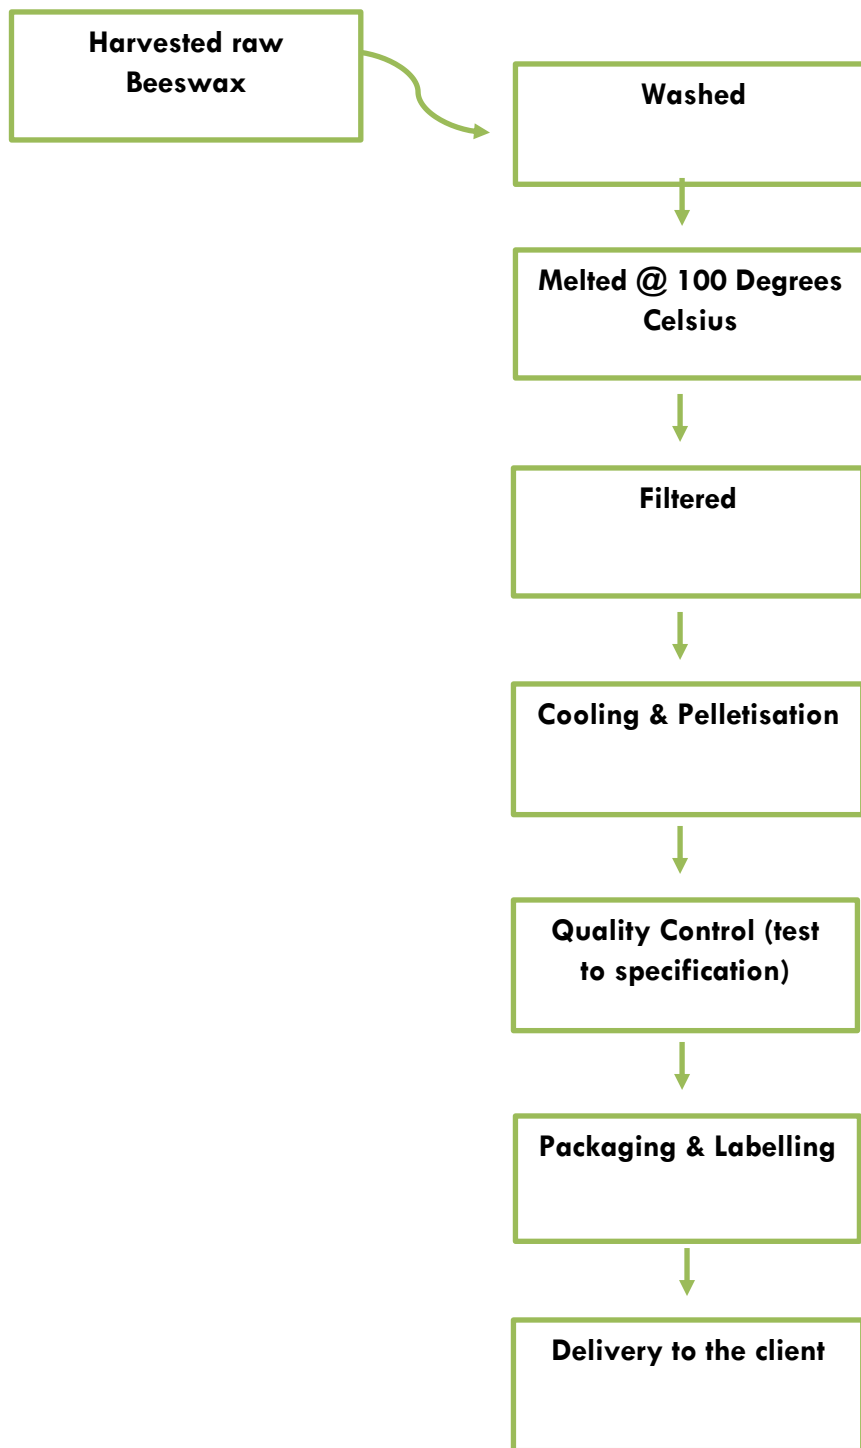 Harvested raw
Beeswax
Washed
Melted @ 100 Degrees
Celsius
Filtered
Cooling & Pelletisation
Quality Control (test
to specification)
Packaging & Labelling
Delivery to the client